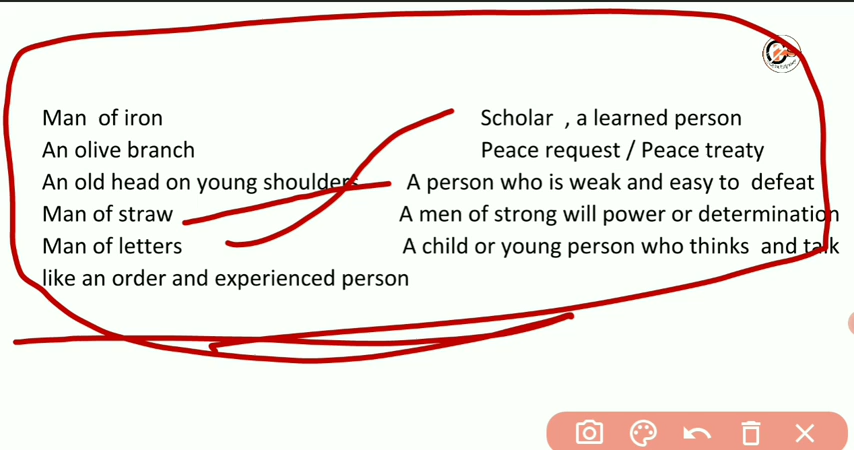 Man of iron Scholar , a learned person
An olive branch Peace request / Peace treaty
An old head on young shoulders A person who is weak and easy to defeat
Man of straw A men of strong will power or determination
Man of letters A child or young person who thinks and talk
like an order and experienced person